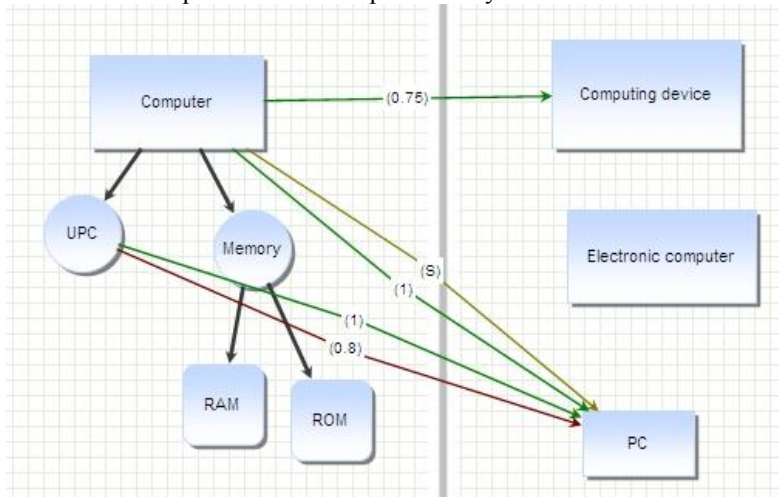 Computer
(0.75)
Computing device
UPC
Memory
Electronic computer
(S)
(1)
(1)
(0.8)
RAM
ROM
PC